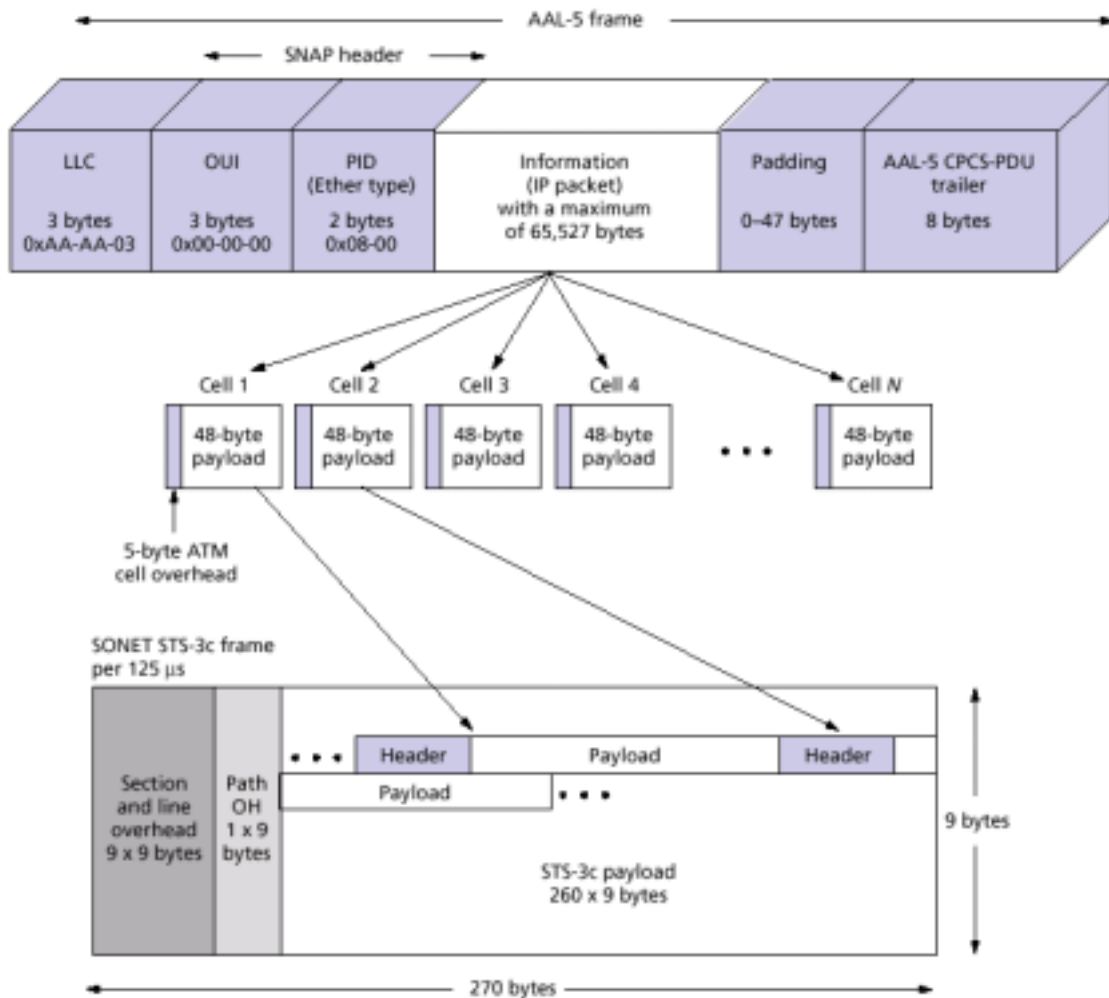 AAL-5 frame
SNAP header
LLC
3 bytes
0xAA-AA-03
OUI
3 bytes
0x00-00-00
PID
(Ether type)
2 bytes
0x08-00
Information
(IP packet)
with a maximum
of 65,527 bytes
Padding
0–47 bytes
AAL-5 CPCS-PDU
trailer
8 bytes
Cell 1
Cell 2
Cell 3
Cell 4
Cell N
48-byte
payload
48-byte
payload
48-byte
payload
48-byte
payload
• • •
48-byte
payload
5-byte ATM
cell overhead
SONET STS-3c frame
per 125 µs
Section
and line
overhead
9 x 9 bytes
Path
OH
1 x 9
bytes
• • •
Header
Payload
Header
Payload
• • •
STS-3c payload
260 x 9 bytes
9 bytes
270 bytes